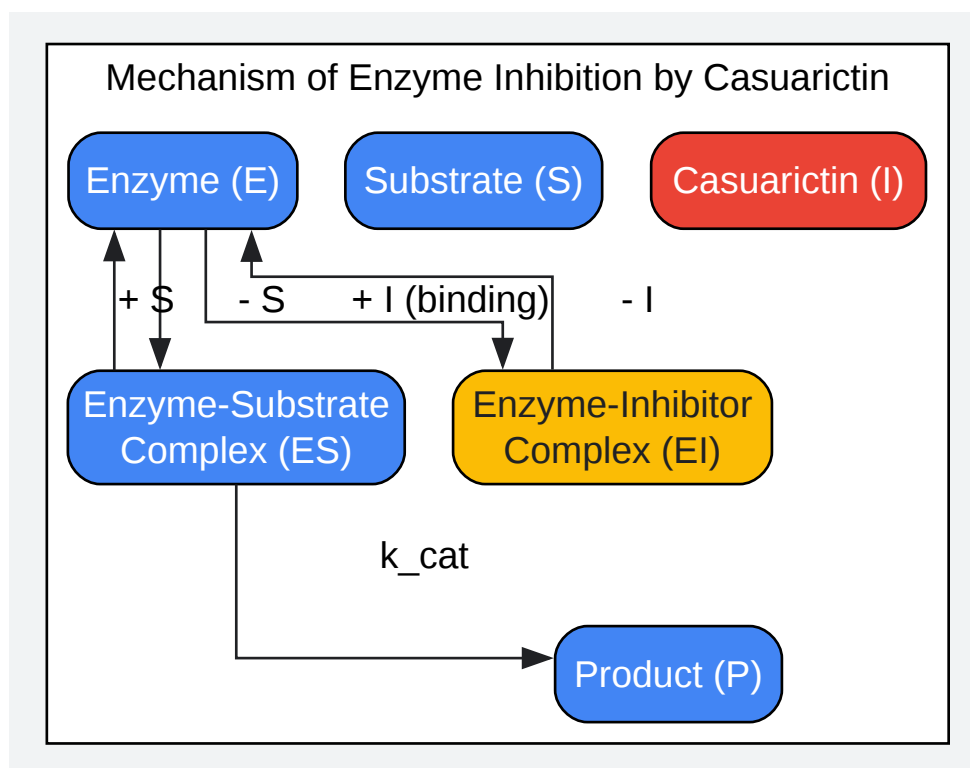 Mechanism of Enzyme Inhibition by Casuarictin
Enzyme (E)
Substrate (S)
Casuarictin (I)
+ S
- S
+ I (binding)
- I
Enzyme-Substrate
Complex (ES)
Enzyme-Inhibitor
Complex (EI)
k_cat
Product (P)